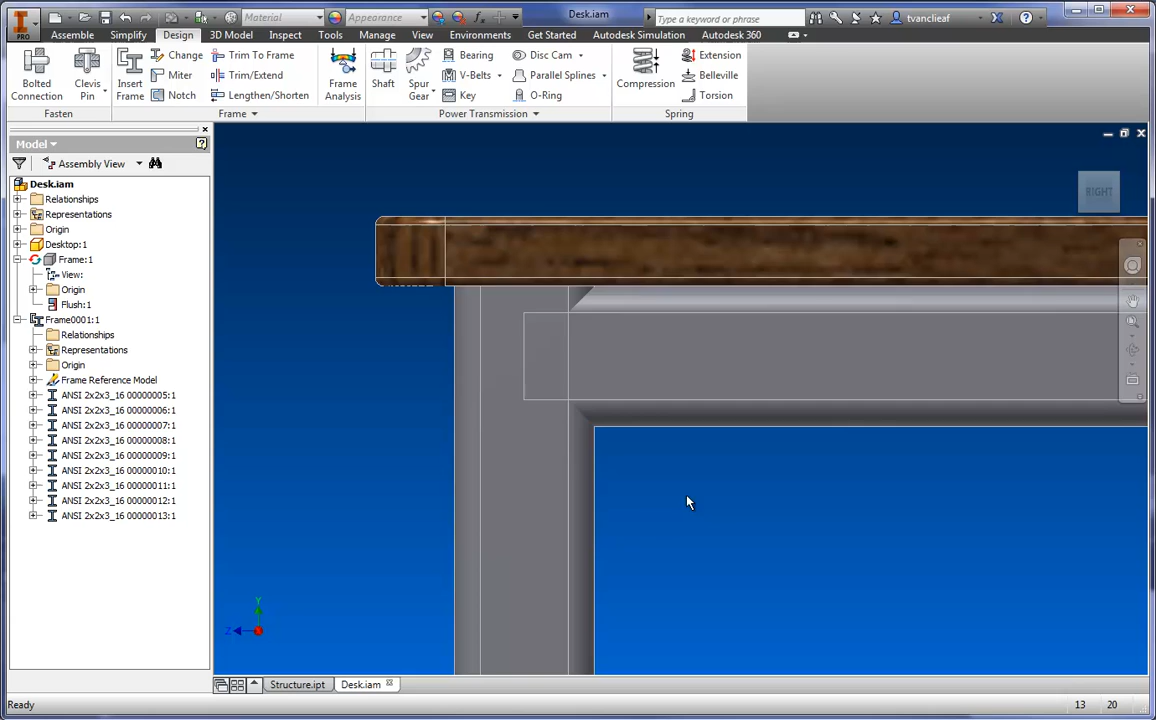 Material
Appearance
Desk.iam
Type a keyword or phrase
tvanclieaf
PRO
Assemble
Simplify
Design
3D Model
Inspect
Tools
Manage
View
Environments
Get Started
Autodesk Simulation
Autodesk 360
Bolted Connection
Clevis Pin
Insert Frame
Change
Miter
Notch
Trim To Frame
Trim/Extend
Lengthen/Shorten
Frame Analysis
Shaft
Spur Gear
Bearing
V-Belts
Key
Disc Cam
Parallel Splines
O-Ring
Compression
Extension
Belleville
Torsion
Fasten
Frame
Power Transmission
Spring
Model
Assembly View
Desk.iam
Relationships
Representations
Origin
Desktop:1
Frame:1
View:
Origin
Flush:1
Frame0001:1
Relationships
Representations
Origin
Frame Reference Model
ANSI 2x2x3_16 00000005:1
ANSI 2x2x3_16 00000006:1
ANSI 2x2x3_16 00000007:1
ANSI 2x2x3_16 00000008:1
ANSI 2x2x3_16 00000009:1
ANSI 2x2x3_16 00000010:1
ANSI 2x2x3_16 00000011:1
ANSI 2x2x3_16 00000012:1
ANSI 2x2x3_16 00000013:1
RIGHT
Y
Z
Structure.ipt
Desk.iam
Ready
13
20